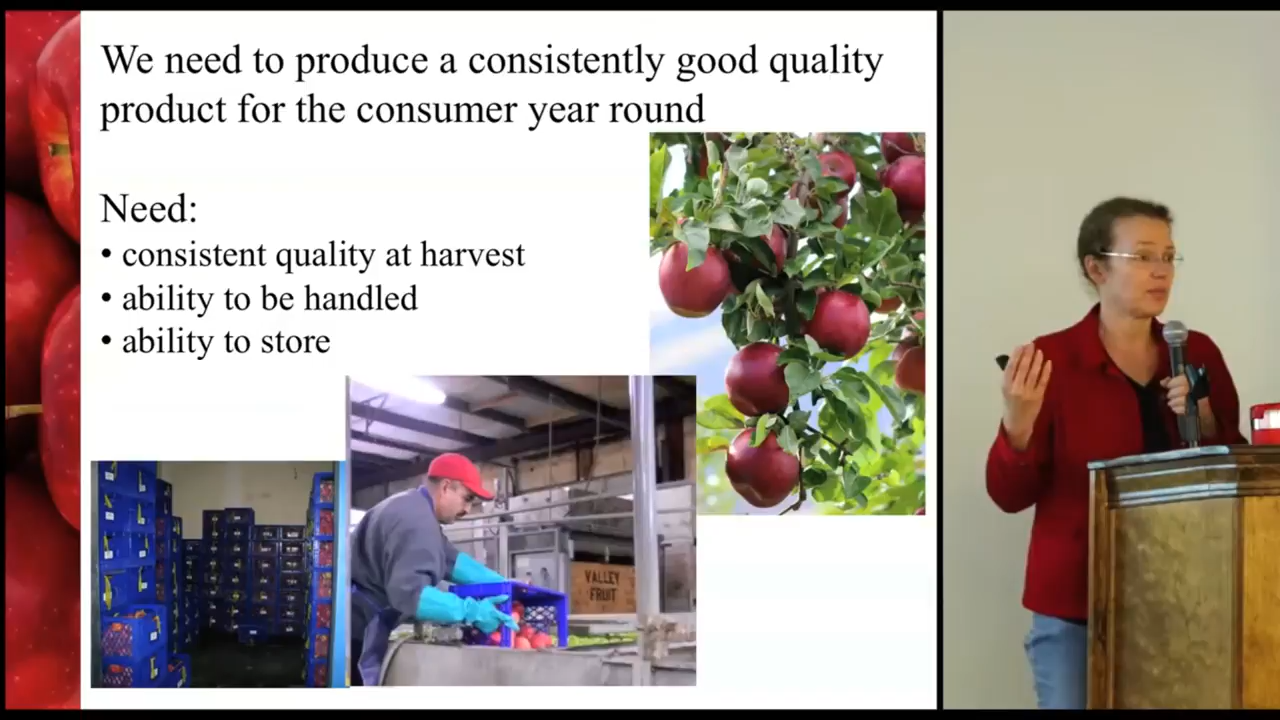 We need to produce a consistently good quality
product for the consumer year round
Need:
• consistent quality at harvest
• ability to be handled
• ability to store
VALLEY
FRUIT